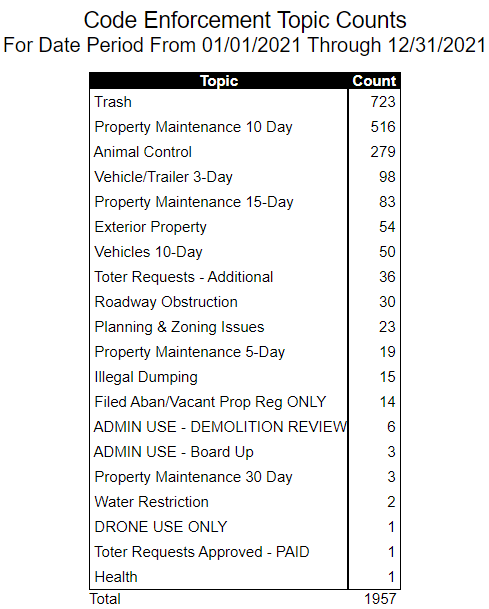 Code Enforcement Topic Counts
For Date Period From 01/01/2021 Through 12/31/2021
Topic Count
Trash 723
Property Maintenance 10 Day 516
Animal Control 279
Vehicle/Trailer 3-Day 98
Property Maintenance 15-Day 83
Exterior Property 54
Vehicles 10-Day 50
Toter Requests - Additional 36
Roadway Obstruction 30
Planning & Zoning Issues 23
Property Maintenance 5-Day 19
Illegal Dumping 15
Filed Aban/Vacant Prop Reg ONLY 14
ADMIN USE - DEMOLITION REVIEW 6
ADMIN USE - Board Up 3
Property Maintenance 30 Day 3
Water Restriction 2
DRONE USE ONLY 1
Toter Requests Approved - PAID 1
Health 1
Total 1957